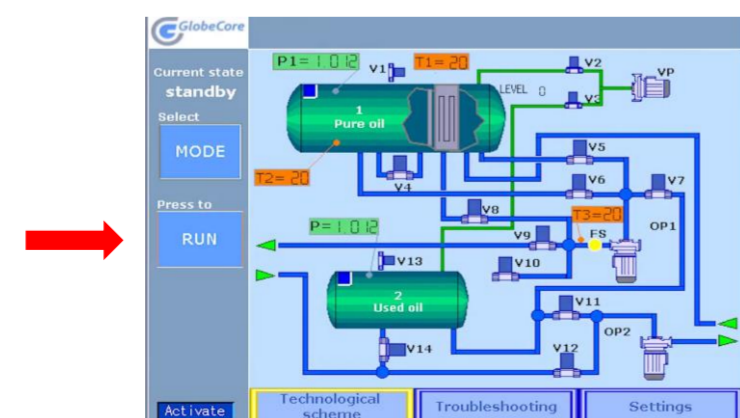 GlobeCore
Current state
standby
Select
MODE
Press to
RUN
Activate
P1= 1.012
V1
T1= 20
V2
VP
LEVEL 0
V3
1
Pure oil
V5
T2= 20
V4
V6
V7
V8
T3=20
P= 1.012
V9
FS
OP1
V13
V10
2
Used oil
V11
OP2
V14
V12
Technological
scheme
Troubleshooting
Settings